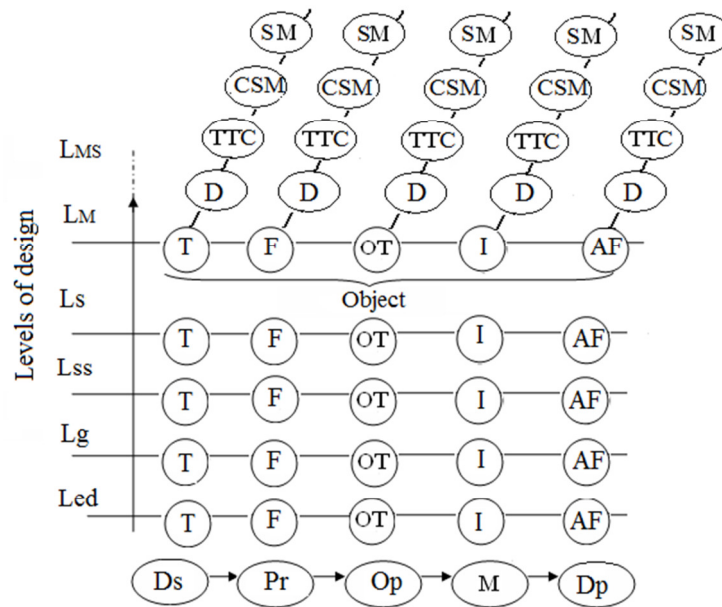 SM SM SM SM SM
CSM CSM CSM CSM CSM
TTC TTC TTC TTC TTC
LMS
D D D D D
LM
T F OT I AF
Object
Ls
T F OT I AF
Lss
T F OT I AF
Lg
T F OT I AF
Led
T F OT I AF
Ds Pr Op M Dp
Levels of design